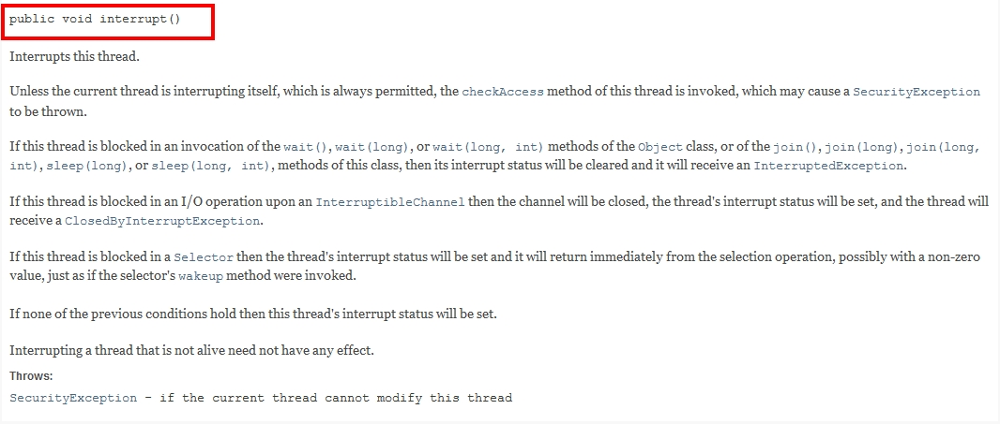 public void interrupt()
Interrupts this thread.
Unless the current thread is interrupting itself, which is always permitted, the checkAccess method of this thread is invoked, which may cause a SecurityException
to be thrown.
If this thread is blocked in an invocation of the wait(), wait(long), or wait(long, int) methods of the Object class, or of the join(), join(long), join(long,
int), sleep(long), or sleep(long, int), methods of this class, then its interrupt status will be cleared and it will receive an InterruptedException.
If this thread is blocked in an I/O operation upon an InterruptibleChannel then the channel will be closed, the thread's interrupt status will be set, and the thread will
receive a ClosedByInterruptException.
If this thread is blocked in a Selector then the thread's interrupt status will be set and it will return immediately from the selection operation, possibly with a non-zero
value, just as if the selector's wakeup method were invoked.
If none of the previous conditions hold then this thread's interrupt status will be set.
Interrupting a thread that is not alive need not have any effect.
Throws:
SecurityException - if the current thread cannot modify this thread